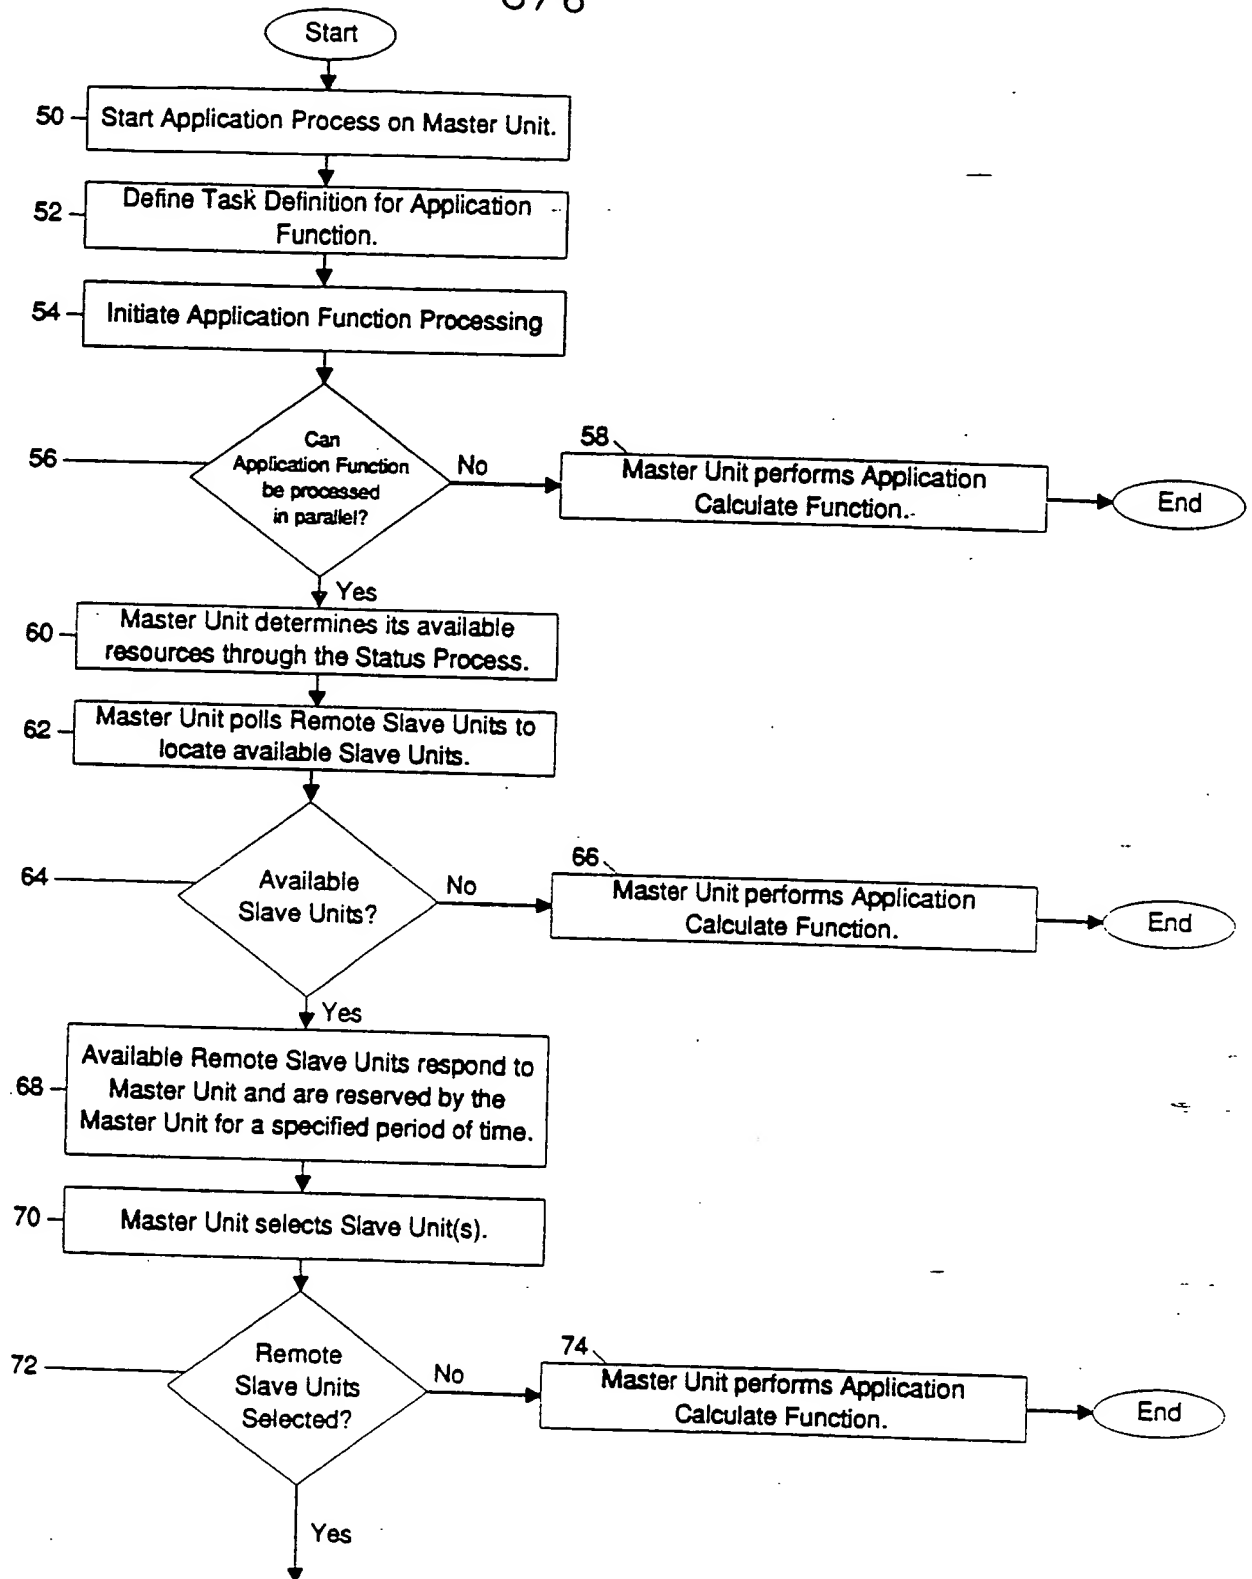 Start
50
Start Application Process on Master Unit.
52
Define Task Definition for Application
Function.
54
Initiate Application Function Processing
56
Can
Application Function
be processed
in parallel?
No
58
Master Unit performs Application
Calculate Function.
End
Yes
60
Master Unit determines its available
resources through the Status Process.
62
Master Unit polls Remote Slave Units to
locate available Slave Units.
64
Available
Slave Units?
No
66
Master Unit performs Application
Calculate Function.
End
Yes
68
Available Remote Slave Units respond to
Master Unit and are reserved by the
Master Unit for a specified period of time.
70
Master Unit selects Slave Unit(s).
72
Remote
Slave Units
Selected?
No
74
Master Unit performs Application
Calculate Function.
End
Yes